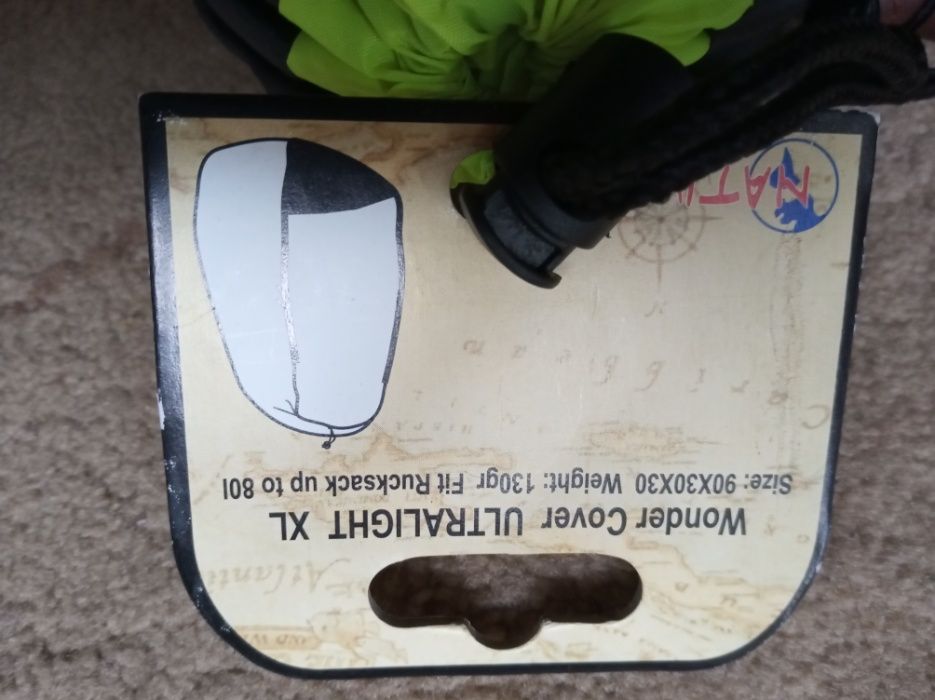 Wonder Cover ULTRALIGHT XL
Size: 90X30X30 Weight: 130gr Fit Rucksack up to 80l